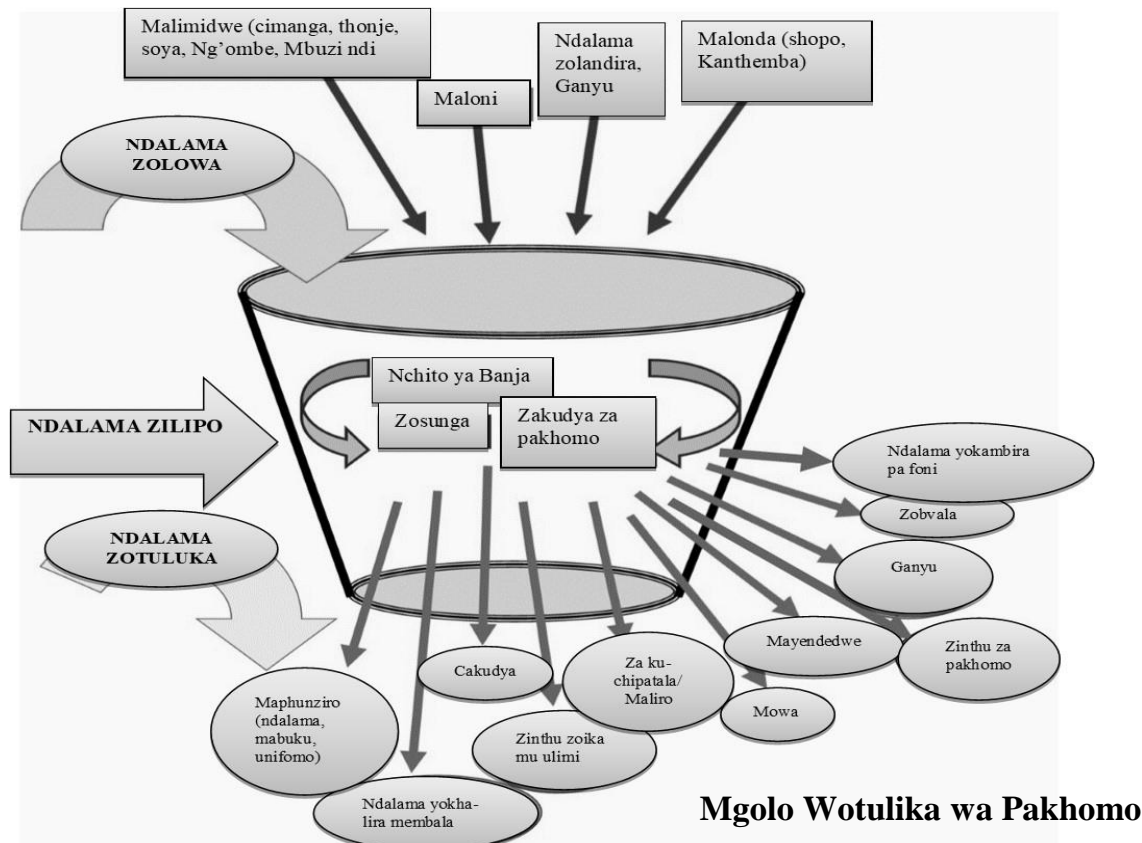 Malimidwe (cimanga, thonje,
soya, Ng’ombe, Mbuzi ndi
Maloni
Ndalama
zolandira,
Ganyu
Malonda (shopo,
Kanthemba)
NDALAMA
ZOLOWA
Nchito ya Banja
Zosunga
Zakudya za
pakhomo
NDALAMA ZILIPO
NDALAMA
ZOTULUKA
Ndalama yokambira
pa foni
Zobvala
Ganyu
Zinthu za
pakhomo
Mayendedwe
Mowa
Za ku-
chipatala/
Maliro
Cakudya
Zinthu zoika
mu ulimi
Maphunziro
(ndalama,
mabuku,
unifomo)
Ndalama yokha-
lira membala
Mgolo Wotulika wa Pakhomo